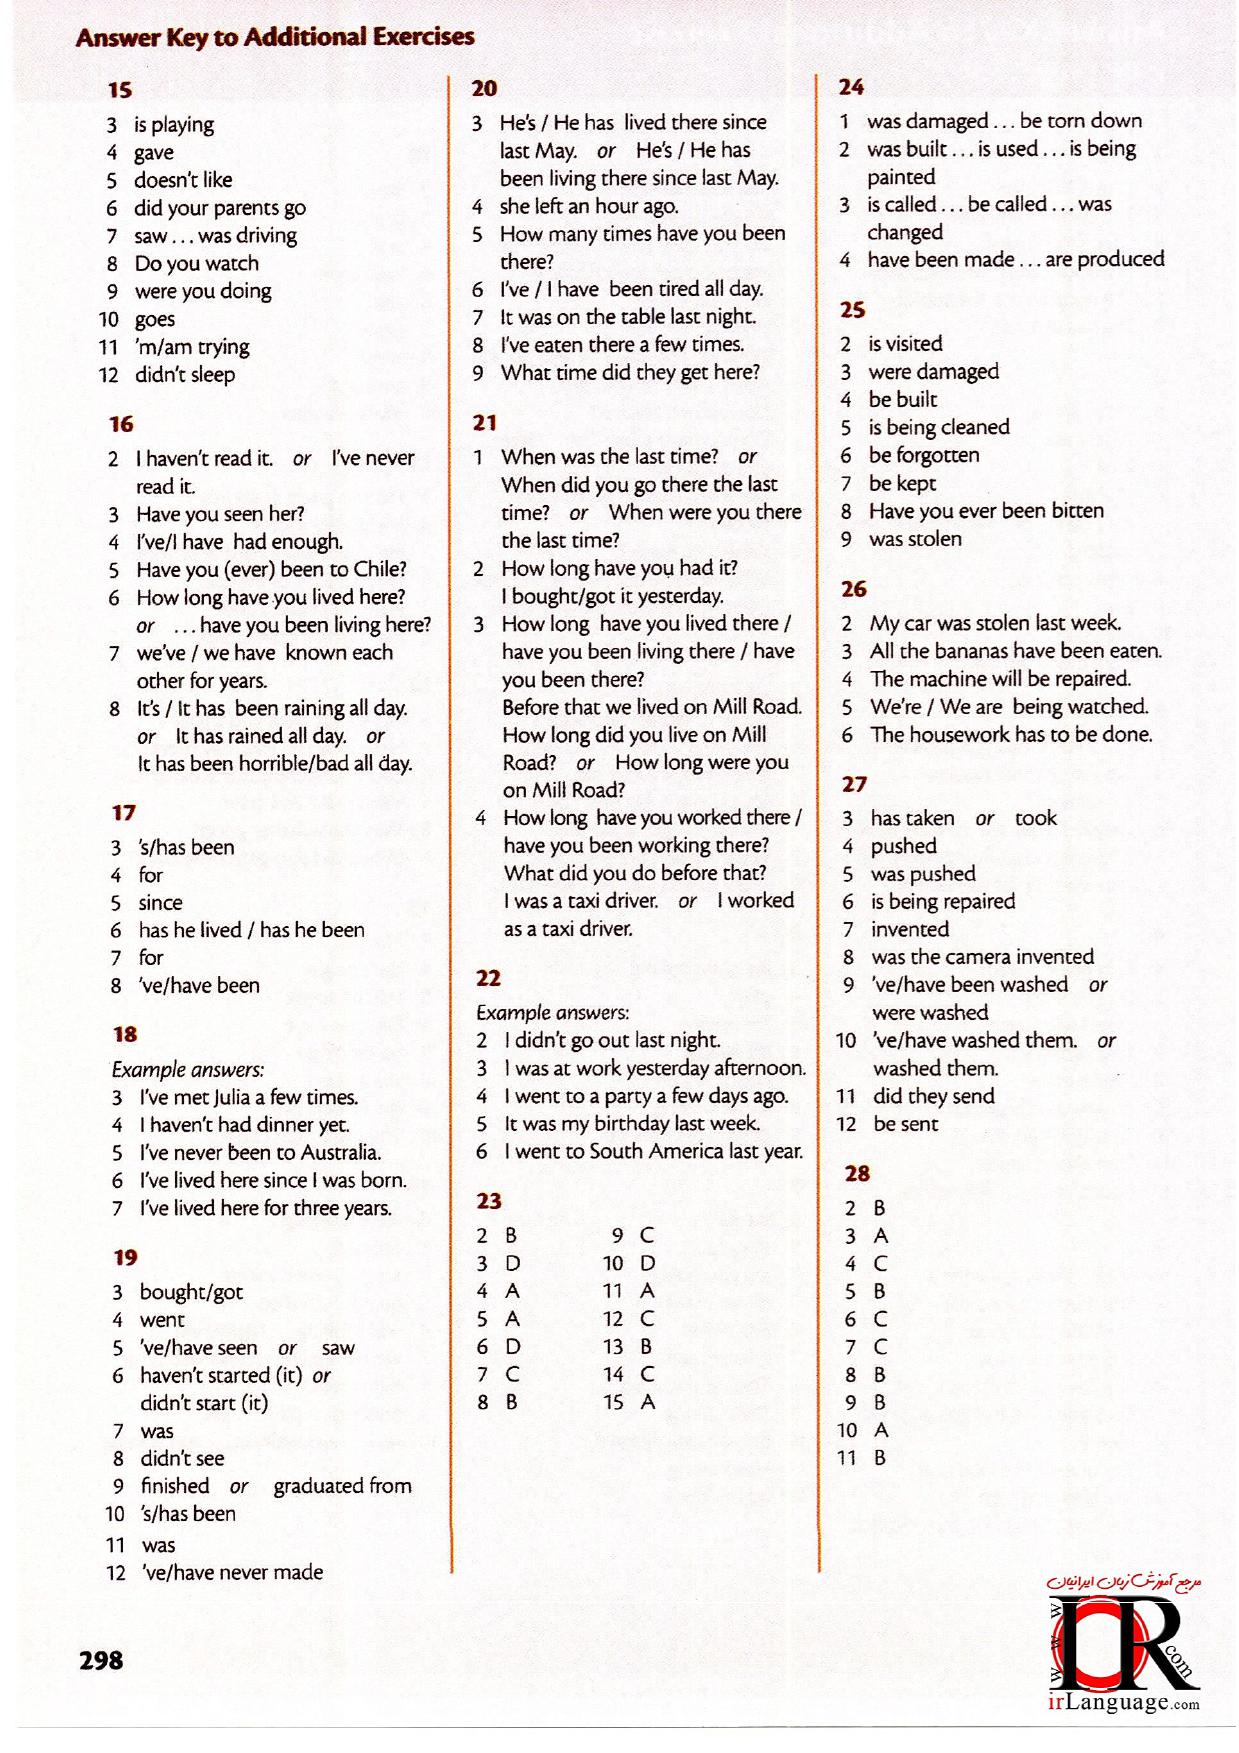 Answer Key to Additional Exercises
15
3 is playing
4 gave
5 doesn't like
6 did your parents go
7 saw . . . was driving
8 Do you watch
9 were you doing
10 goes
11 'm/am trying
12 didn't sleep
16
2 I haven't read it. or I've never
read it.
3 Have you seen her?
4 I've/I have had enough.
5 Have you (ever) been to Chile?
6 How long have you lived here?
or . . . have you been living here?
7 we've / we have known each
other for years.
8 It's / It has been raining all day.
or It has rained all day. or
It has been horrible/bad all day.
17
3 's/has been
4 for
5 since
6 has he lived / has he been
7 for
8 've/have been
18
Example answers:
3 I've met Julia a few times.
4 I haven't had dinner yet.
5 I've never been to Australia.
6 I've lived here since I was born.
7 I've lived here for three years.
19
3 bought/got
4 went
5 've/have seen or saw
6 haven't started (it) or
didn't start (it)
7 was
8 didn't see
9 finished or graduated from
10 's/has been
11 was
12 've/have never made
20
3 He's / He has lived there since
last May. or He's / He has
been living there since last May.
4 she left an hour ago.
5 How many times have you been
there?
6 I've / I have been tired all day.
7 It was on the table last night.
8 I've eaten there a few times.
9 What time did they get here?
21
1 When was the last time? or
When did you go there the last
time? or When were you there
the last time?
2 How long have you had it?
I bought/got it yesterday.
3 How long have you lived there /
have you been living there / have
you been there?
Before that we lived on Mill Road.
How long did you live on Mill
Road? or How long were you
on Mill Road?
4 How long have you worked there /
have you been working there?
What did you do before that?
I was a taxi driver. or I worked
as a taxi driver.
22
Example answers:
2 I didn't go out last night.
3 I was at work yesterday afternoon.
4 I went to a party a few days ago.
5 It was my birthday last week.
6 I went to South America last year.
23
2 B 9 C
3 D 10 D
4 A 11 A
5 A 12 C
6 D 13 B
7 C 14 C
8 B 15 A
24
1 was damaged . . . be torn down
2 was built . . . is used . . . is being
painted
3 is called . . . be called . . . was
changed
4 have been made . . . are produced
25
2 is visited
3 were damaged
4 be built
5 is being cleaned
6 be forgotten
7 be kept
8 Have you ever been bitten
9 was stolen
26
2 My car was stolen last week.
3 All the bananas have been eaten.
4 The machine will be repaired.
5 We're / We are being watched.
6 The housework has to be done.
27
3 has taken or took
4 pushed
5 was pushed
6 is being repaired
7 invented
8 was the camera invented
9 've/have been washed or
were washed
10 've/have washed them. or
washed them.
11 did they send
12 be sent
28
2 B
3 A
4 C
5 B
6 C
7 C
8 B
9 B
10 A
11 B
298
مرجع آموزش زبان ایرانیان
www
IR
.com
irLanguage.com